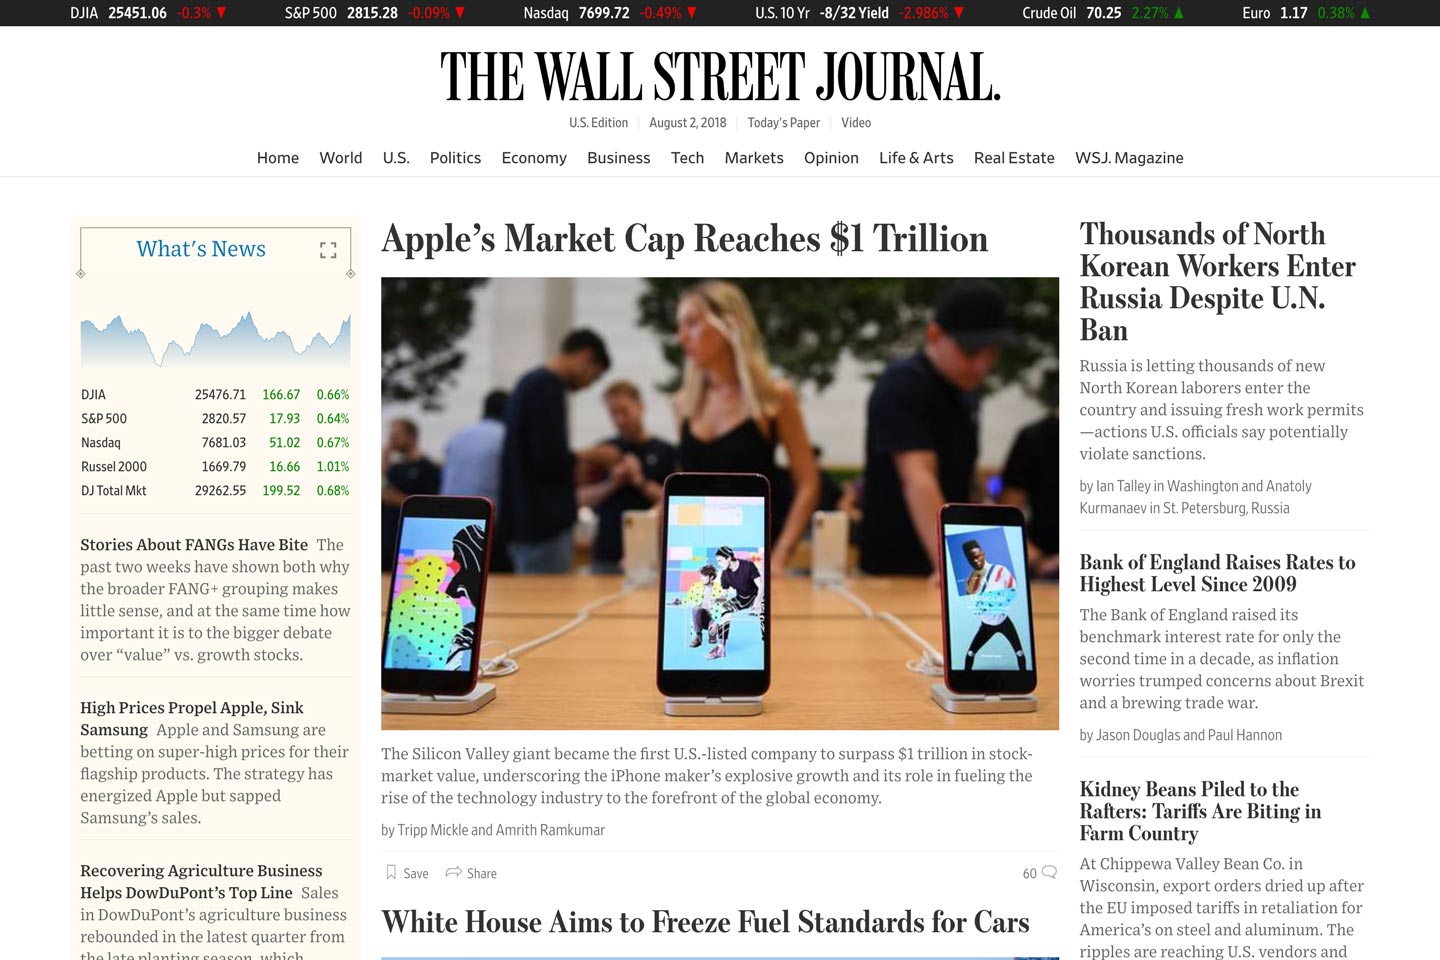 DJIA 25451.06 -0.3% ▼ S&P 500 2815.28 -0.09% ▼ Nasdaq 7699.72 -0.49% ▼ U.S. 10 Yr -8/32 Yield -2.986% ▼ Crude Oil 70.25 2.27% ▲ Euro 1.17 0.38% ▲
THE WALL STREET JOURNAL.
U.S. Edition August 2, 2018 Today's Paper Video
Home World U.S. Politics Economy Business Tech Markets Opinion Life & Arts Real Estate WSJ. Magazine
What's News
DJIA 25476.71 166.67 0.66%
S&P 500 2820.57 17.93 0.64%
Nasdaq 7681.03 51.02 0.67%
Russel 2000 1669.79 16.66 1.01%
DJ Total Mkt 29262.55 199.52 0.68%
Stories About FANGs Have Bite The
past two weeks have shown both why
the broader FANG+ grouping makes
little sense, and at the same time how
important it is to the bigger debate
over “value” vs. growth stocks.
High Prices Propel Apple, Sink
Samsung Apple and Samsung are
betting on super-high prices for their
flagship products. The strategy has
energized Apple but sapped
Samsung’s sales.
Recovering Agriculture Business
Helps DowDuPont’s Top Line Sales
in DowDuPont’s agriculture business
rebounded in the latest quarter from
the late planting season, which
Apple’s Market Cap Reaches $1 Trillion
The Silicon Valley giant became the first U.S.-listed company to surpass $1 trillion in stock-
market value, underscoring the iPhone maker’s explosive growth and its role in fueling the
rise of the technology industry to the forefront of the global economy.
by Tripp Mickle and Amrith Ramkumar
Save Share 60
White House Aims to Freeze Fuel Standards for Cars
Thousands of North
Korean Workers Enter
Russia Despite U.N.
Ban
Russia is letting thousands of new
North Korean laborers enter the
country and issuing fresh work permits
—actions U.S. officials say potentially
violate sanctions.
by Ian Talley in Washington and Anatoly
Kurmanaev in St. Petersburg, Russia
Bank of England Raises Rates to
Highest Level Since 2009
The Bank of England raised its
benchmark interest rate for only the
second time in a decade, as inflation
worries trumped concerns about Brexit
and a brewing trade war.
by Jason Douglas and Paul Hannon
Kidney Beans Piled to the
Rafters: Tariffs Are Biting in
Farm Country
At Chippewa Valley Bean Co. in
Wisconsin, export orders dried up after
the EU imposed tariffs in retaliation for
America’s on steel and aluminum. The
ripples are reaching U.S. vendors and